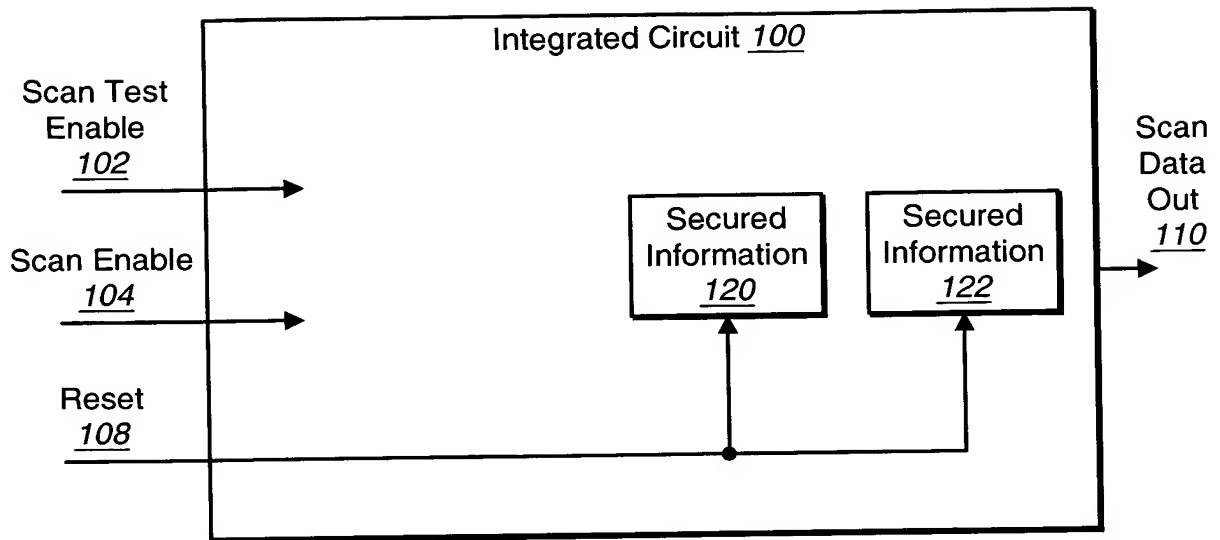 Integrated Circuit 100
Scan Test
Enable
102
Scan Enable
104
Reset
108
Secured
Information
120
Secured
Information
122
Scan
Data
Out
110